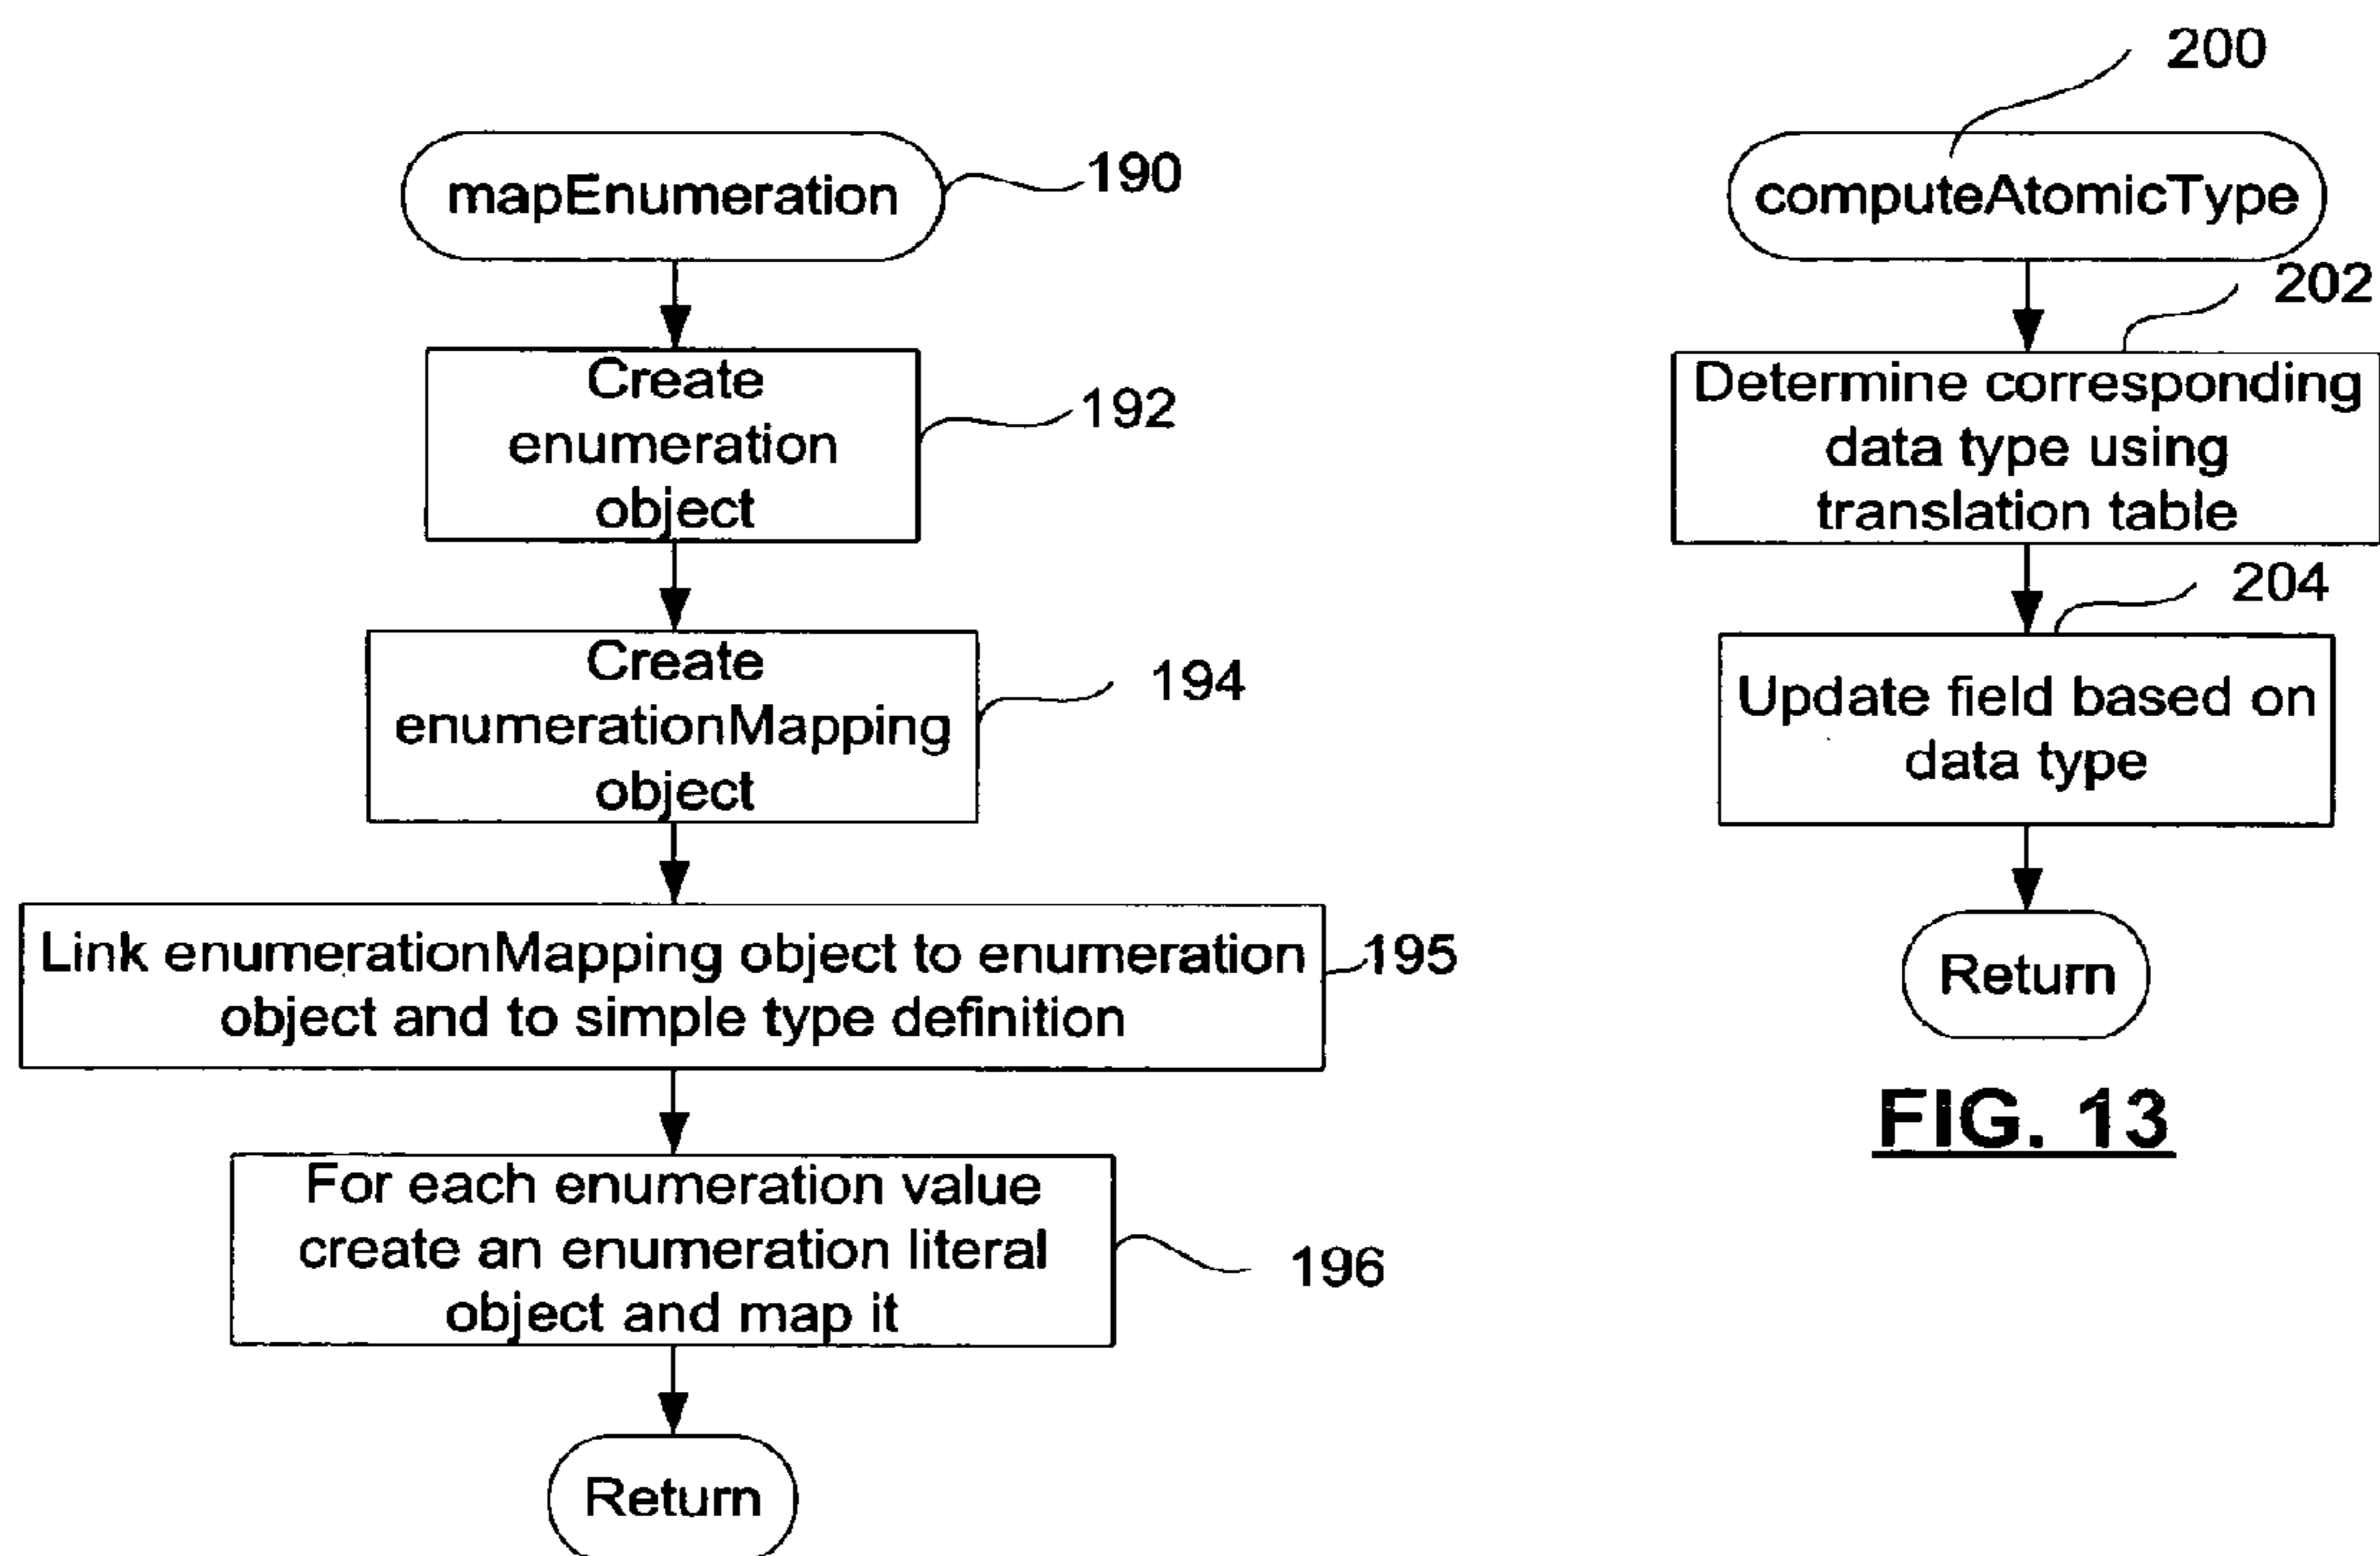 mapEnumeration
190
Create
enumeration
object
192
Create
enumerationMapping
object
194
Link enumerationMapping object to enumeration
object and to simple type definition
195
For each enumeration value
create an enumeration literal
object and map it
196
Return
200
computeAtomicType
202
Determine corresponding
data type using
translation table
204
Update field based on
data type
Return
FIG. 13